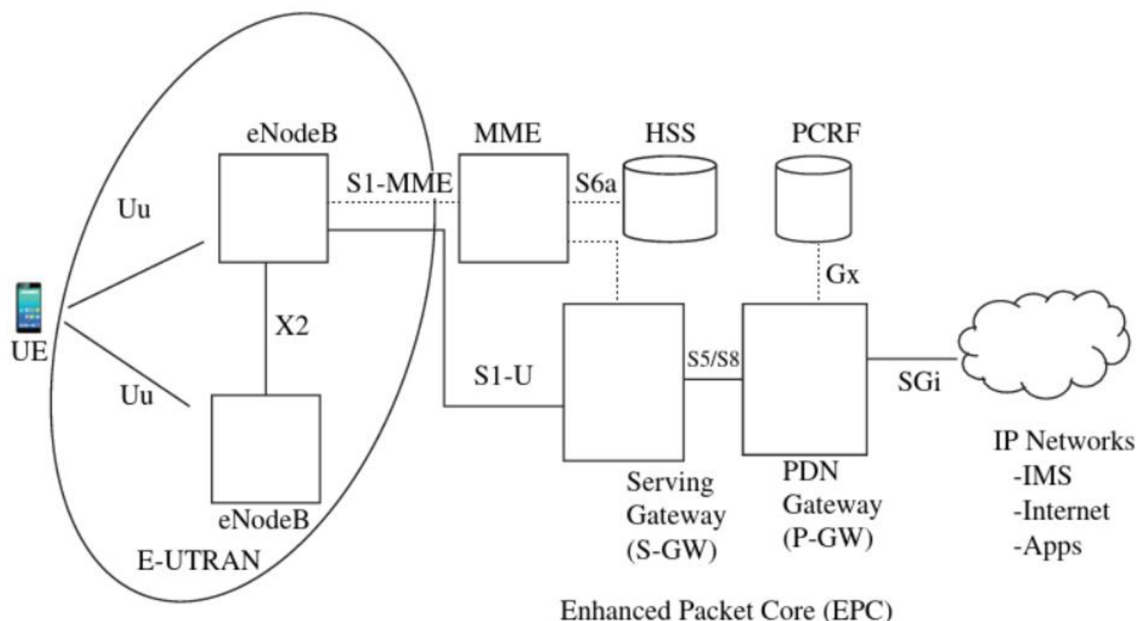 eNodeB
MME
HSS
PCRF
S1-MME
S6a
Uu
Gx
UE
X2
S1-U
S5/S8
SGi
Uu
IP Networks
-IMS
-Internet
-Apps
Serving
Gateway
(S-GW)
PDN
Gateway
(P-GW)
eNodeB
E-UTRAN
Enhanced Packet Core (EPC)